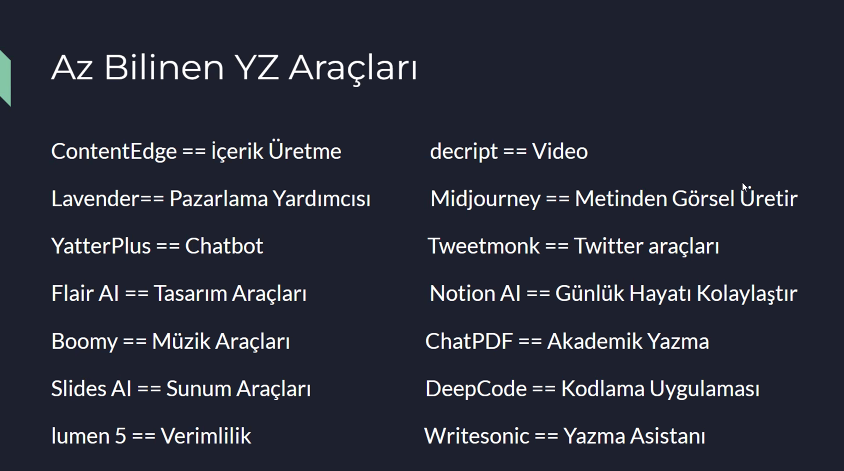 Az Bilinen YZ Araçları
ContentEdge == İçerik Üretme
Lavender== Pazarlama Yardımcısı
YatterPlus == Chatbot
Flair AI == Tasarım Araçları
Boomy == Müzik Araçları
Slides AI == Sunum Araçları
lumen 5 == Verimlilik
decript == Video
Midjourney == Metinden Görsel Üretir
Tweetmonk == Twitter araçları
Notion AI == Günlük Hayatı Kolaylaştır
ChatPDF == Akademik Yazma
DeepCode == Kodlama Uygulaması
Writesonic == Yazma Asistanı